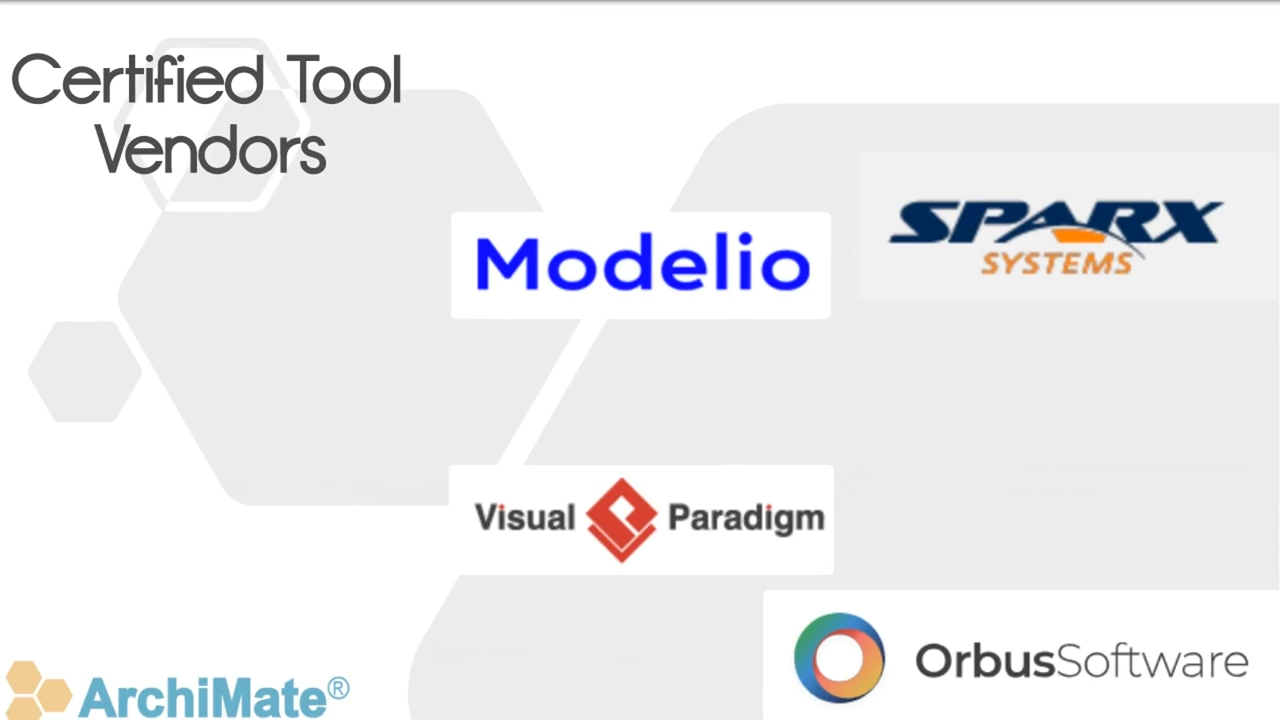 Certified Tool
Vendors
Modelio
SPARX
SYSTEMS
Visual Paradigm
OrbusSoftware
ArchiMate®